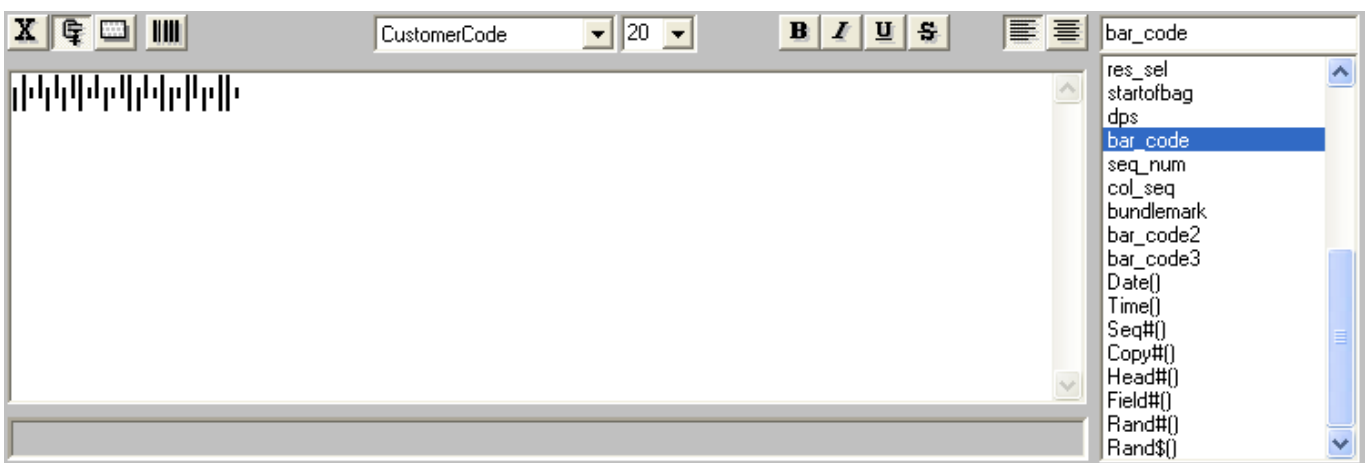 X
CustomerCode 20 B I U S bar_code
res_sel
startofbag
dps
bar_code
seq_num
col_seq
bundlemark
bar_code2
bar_code3
Date()
Time()
Seq#()
Copy#()
Head#()
Field#()
Rand#()
Rand$()